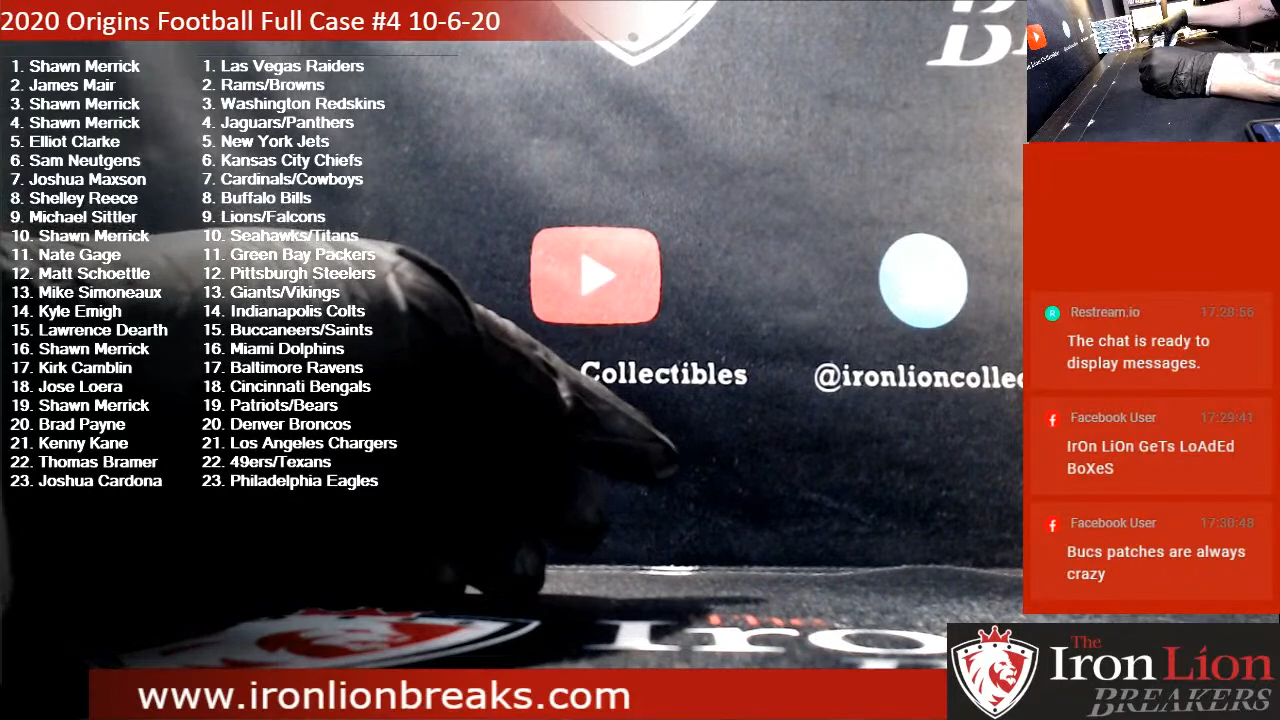 2020 Origins Football Full Case #4 10-6-20
1. Shawn Merrick
2. James Mair
3. Shawn Merrick
4. Shawn Merrick
5. Elliot Clarke
6. Sam Neutgens
7. Joshua Maxson
8. Shelley Reece
9. Michael Sittler
10. Shawn Merrick
11. Nate Gage
12. Matt Schoettle
13. Mike Simoneaux
14. Kyle Emigh
15. Lawrence Dearth
16. Shawn Merrick
17. Kirk Camblin
18. Jose Loera
19. Shawn Merrick
20. Brad Payne
21. Kenny Kane
22. Thomas Bramer
23. Joshua Cardona
1. Las Vegas Raiders
2. Rams/Browns
3. Washington Redskins
4. Jaguars/Panthers
5. New York Jets
6. Kansas City Chiefs
7. Cardinals/Cowboys
8. Buffalo Bills
9. Lions/Falcons
10. Seahawks/Titans
11. Green Bay Packers
12. Pittsburgh Steelers
13. Giants/Vikings
14. Indianapolis Colts
15. Buccaneers/Saints
16. Miami Dolphins
17. Baltimore Ravens
18. Cincinnati Bengals
19. Patriots/Bears
20. Denver Broncos
21. Los Angeles Chargers
22. 49ers/Texans
23. Philadelphia Eagles
Collectibles
@ironlioncollec
Restream.io 17:28:56
The chat is ready to
display messages.
Facebook User 17:29:41
IrOn LiOn GeTs LoAdEd
BoXeS
Facebook User 17:30:48
Bucs patches are always
crazy
The
Iro
www.ironlionbreaks.com
The
Iron Lion
BREAKERS